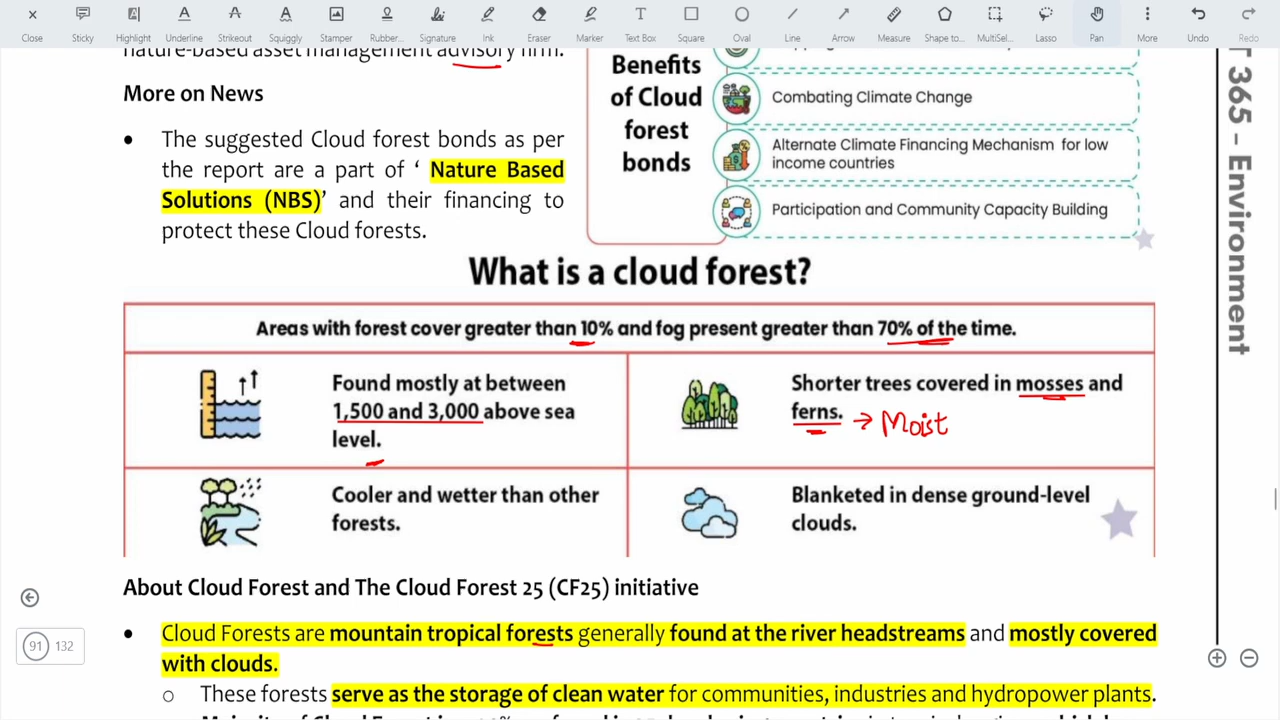 Close Sticky Highlight Underline Strikeout Squiggly Stamper Rubber... Signature Ink Eraser Marker Text Box Square Oval Line Arrow Measure Shape to... MultiSel... Lasso Pan More Undo Redo
nature-based asset management advisory firm.
More on News
• The suggested Cloud forest bonds as per
the report are a part of ‘ Nature Based
Solutions (NBS)’ and their financing to
protect these Cloud forests.
Benefits
of Cloud
forest
bonds
Combating Climate Change
Alternate Climate Financing Mechanism for low
income countries
Participation and Community Capacity Building
What is a cloud forest?
Areas with forest cover greater than 10% and fog present greater than 70% of the time.
Found mostly at between
1,500 and 3,000 above sea
level.
Shorter trees covered in mosses and
ferns. → Moist
Cooler and wetter than other
forests.
Blanketed in dense ground-level
clouds.
About Cloud Forest and The Cloud Forest 25 (CF25) initiative
• Cloud Forests are mountain tropical forests generally found at the river headstreams and mostly covered
with clouds.
o These forests serve as the storage of clean water for communities, industries and hydropower plants.
91 132
T 365 - Environment